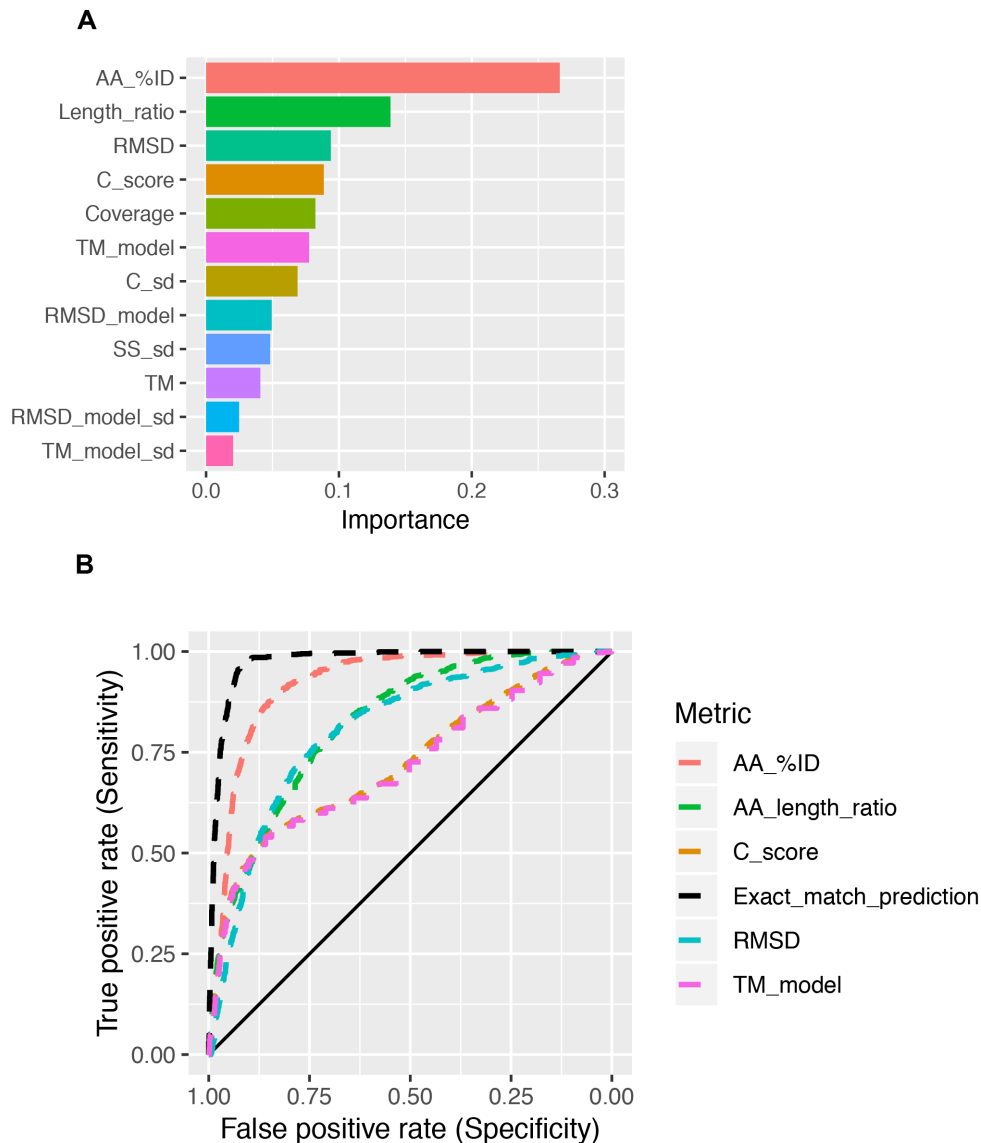 A
AA_%ID
Length_ratio
RMSD
C_score
Coverage
TM_model
C_sd
RMSD_model
SS_sd
TM
RMSD_model_sd
TM_model_sd
0.0 0.1 0.2 0.3
Importance
B
True positive rate (Sensitivity)
1.00
0.75
0.50
0.25
0.00
1.00 0.75 0.50 0.25 0.00
False positive rate (Specificity)
Metric
AA_%ID
AA_length_ratio
C_score
Exact_match_prediction
RMSD
TM_model